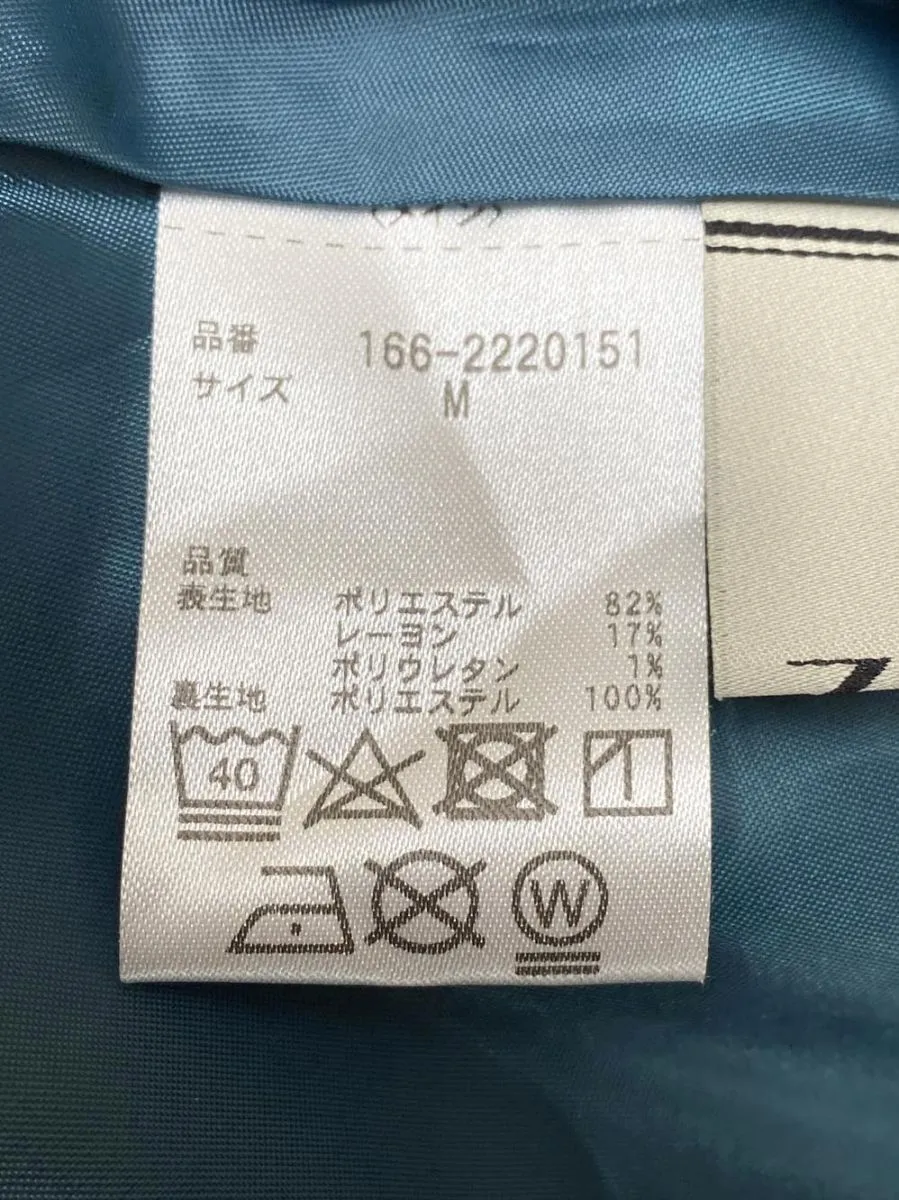 品番 166-2220151
サイズ M
品質
表生地 ポリエステル 82%
レーヨン 17%
ポリウレタン 1%
裏生地 ポリエステル 100%
40
W